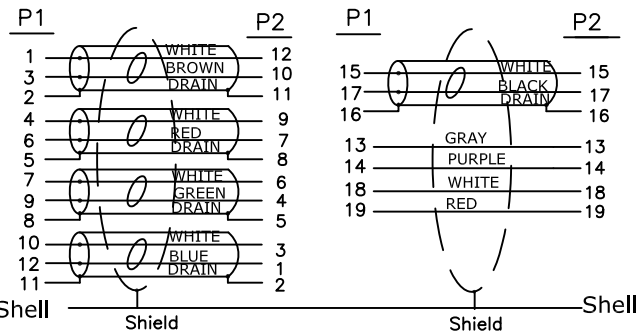 P1 P2
1 WHITE 12
3 BROWN 10
2 DRAIN 11
4 WHITE 9
6 RED 7
5 DRAIN 8
7 WHITE 6
9 GREEN 4
8 DRAIN 5
10 WHITE 3
12 BLUE 1
11 DRAIN 2
P1 P2
15 WHITE 15
17 BLACK 17
16 DRAIN 16
13 GRAY 13
14 PURPLE 14
18 WHITE 18
19 RED 19
Shell Shell
Shield Shield